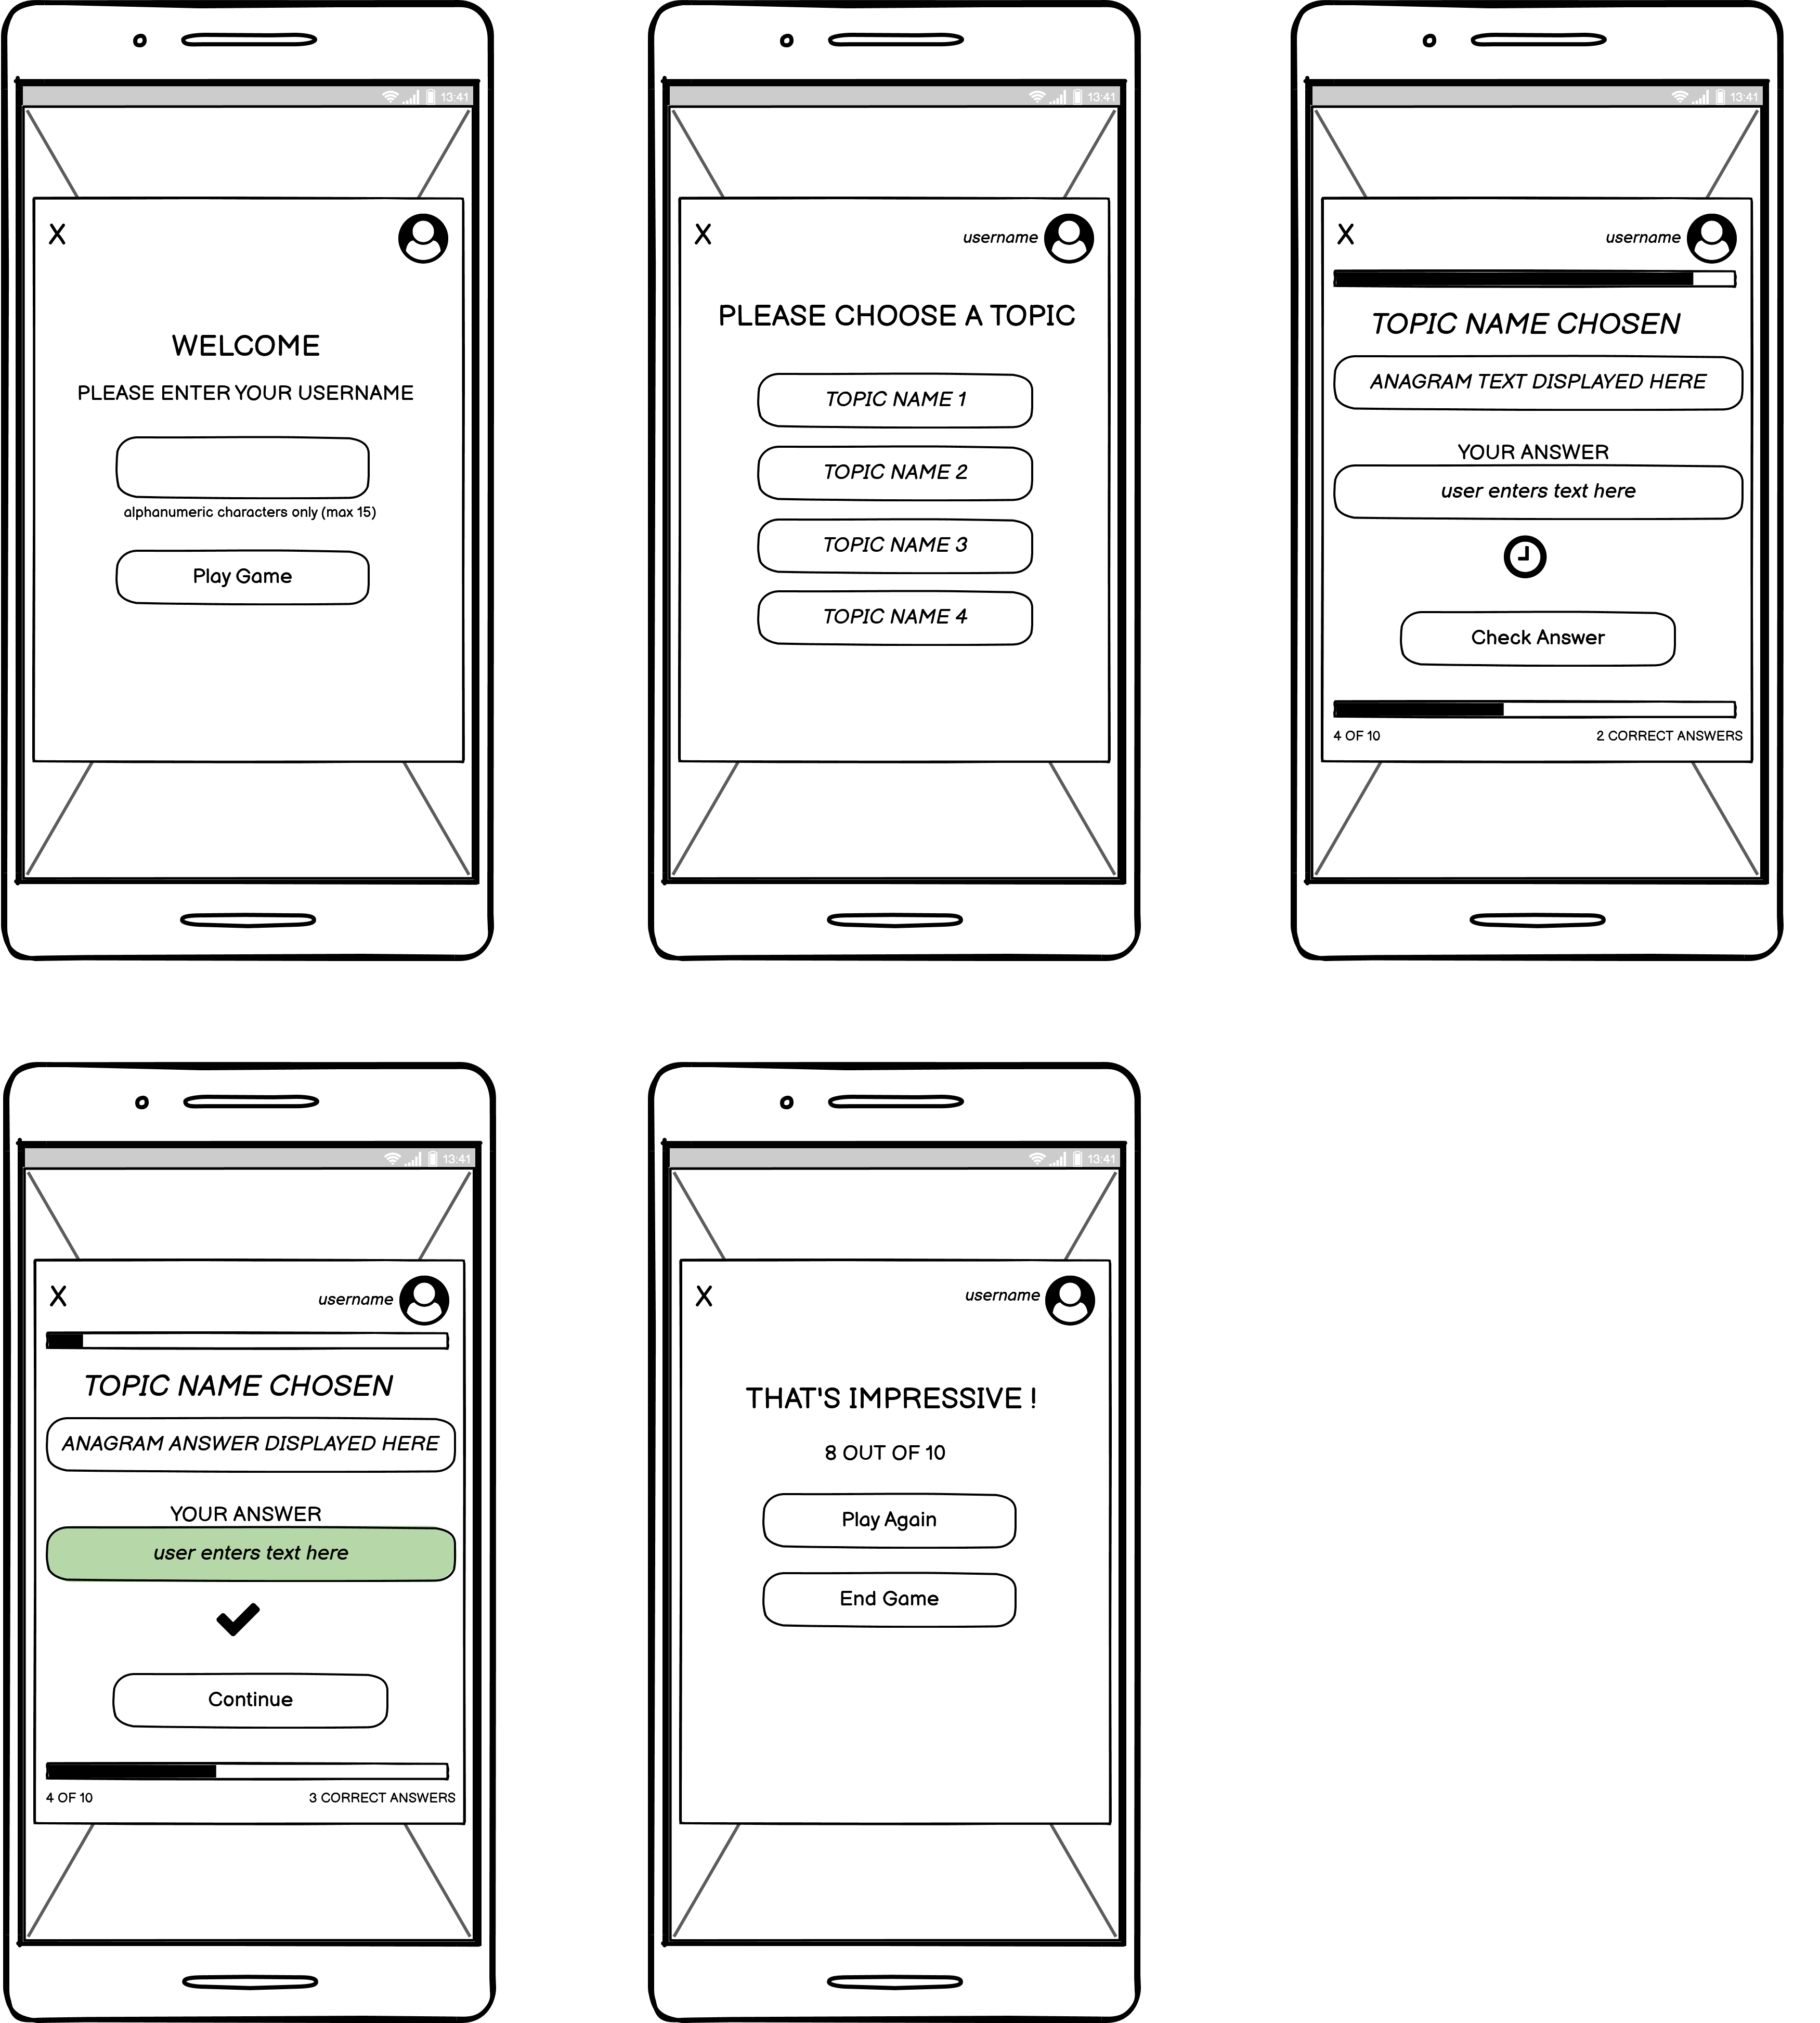 13:41
X
WELCOME
PLEASE ENTER YOUR USERNAME
alphanumeric characters only (max 15)
Play Game
13:41
X
username
PLEASE CHOOSE A TOPIC
TOPIC NAME 1
TOPIC NAME 2
TOPIC NAME 3
TOPIC NAME 4
13:41
X
username
TOPIC NAME CHOSEN
ANAGRAM TEXT DISPLAYED HERE
YOUR ANSWER
user enters text here
Check Answer
4 OF 10
2 CORRECT ANSWERS
13:41
X
username
TOPIC NAME CHOSEN
ANAGRAM ANSWER DISPLAYED HERE
YOUR ANSWER
user enters text here
Continue
4 OF 10
3 CORRECT ANSWERS
13:41
X
username
THAT'S IMPRESSIVE !
8 OUT OF 10
Play Again
End Game